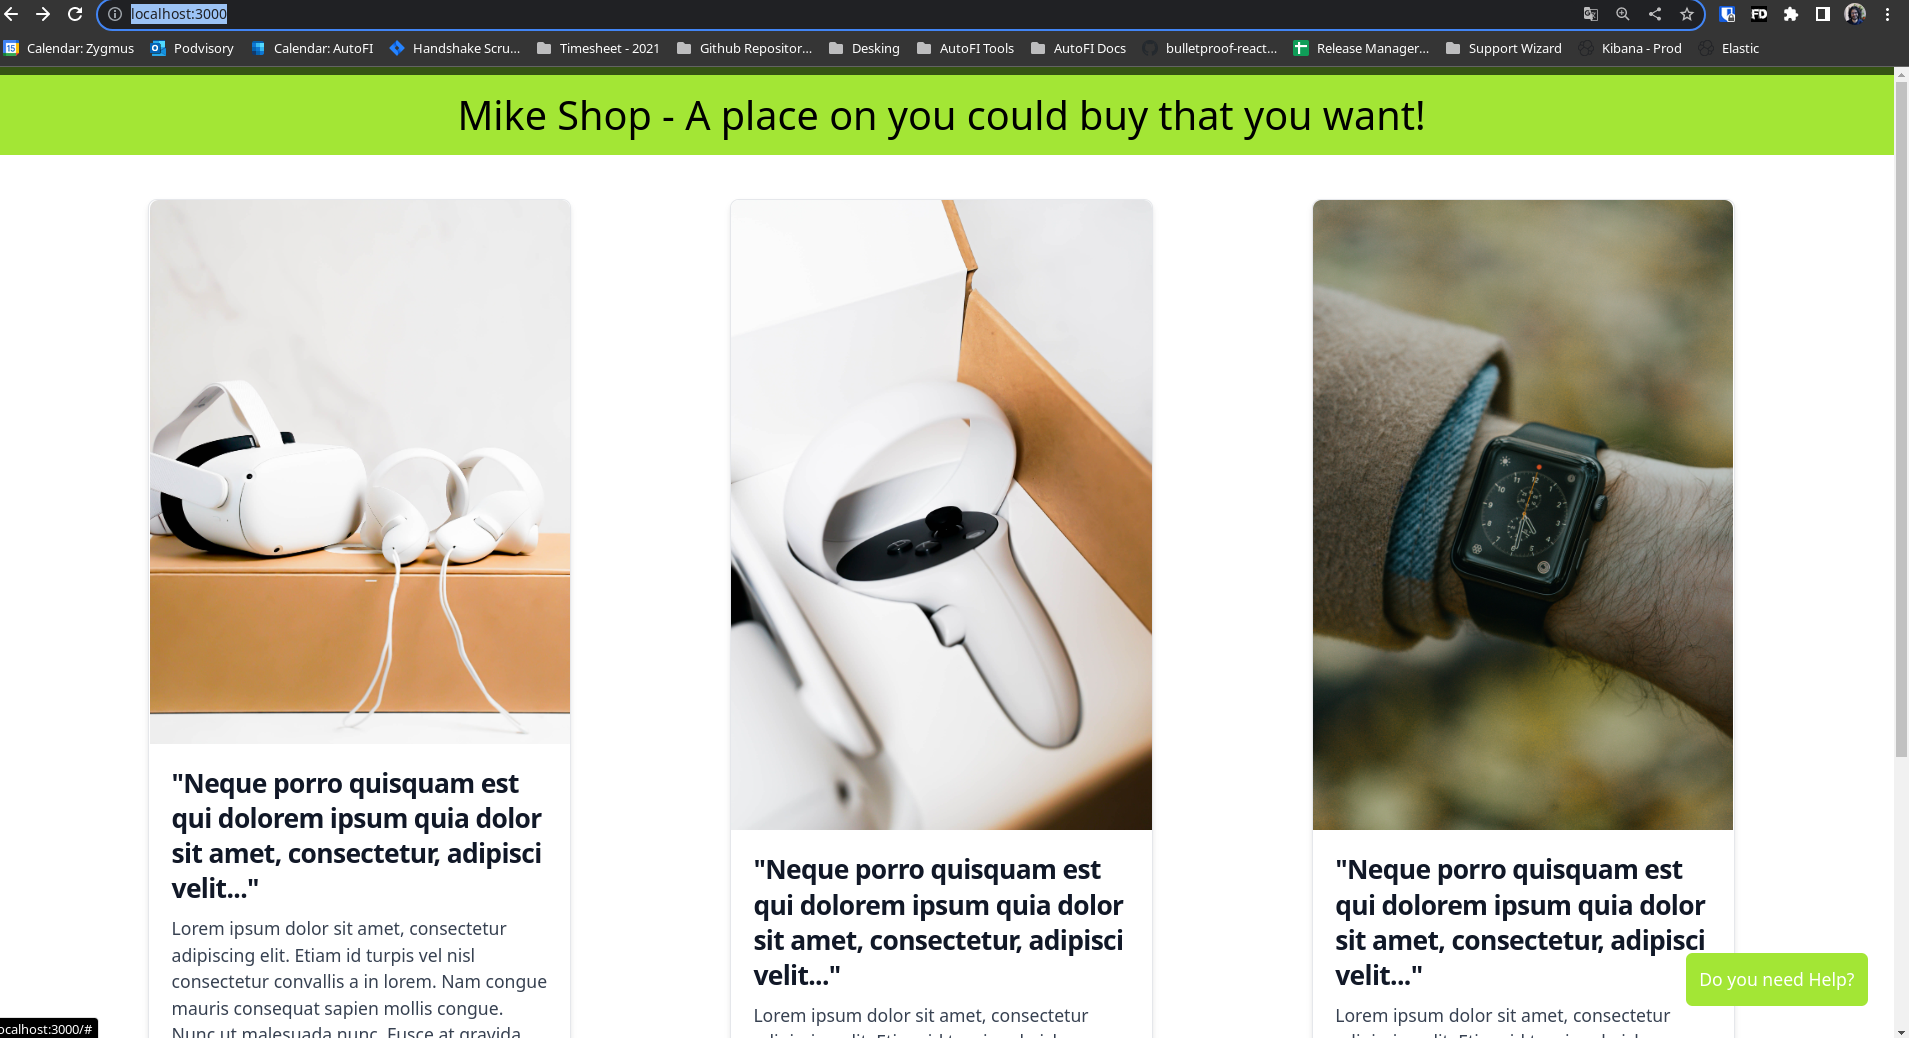 localhost:3000
Calendar: Zygmus Podvisory Calendar: AutoFI Handshake Scru... Timesheet - 2021 Github Repositor... Desking AutoFI Tools AutoFI Docs bulletproof-react... Release Manager... Support Wizard Kibana - Prod Elastic
Mike Shop - A place on you could buy that you want!
"Neque porro quisquam est
qui dolorem ipsum quia dolor
sit amet, consectetur, adipisci
velit..."
Lorem ipsum dolor sit amet, consectetur
adipiscing elit. Etiam id turpis vel nisl
consectetur convallis a in lorem. Nam congue
mauris consequat sapien mollis congue.
Nunc ut malesuada nunc. Fusce at gravida
"Neque porro quisquam est
qui dolorem ipsum quia dolor
sit amet, consectetur, adipisci
velit..."
Lorem ipsum dolor sit amet, consectetur
"Neque porro quisquam est
qui dolorem ipsum quia dolor
sit amet, consectetur, adipisci
velit..."
Lorem ipsum dolor sit amet, consectetur
Do you need Help?
ocalhost:3000/#